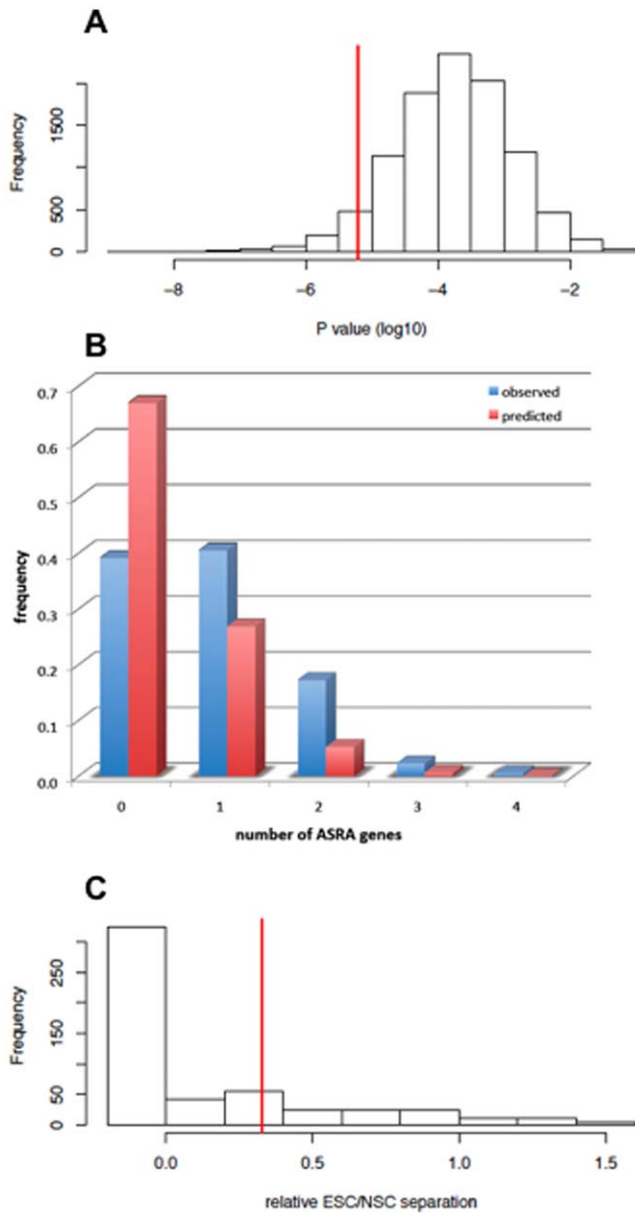 A
Frequency
1500
500
0
−8 −6 −4 −2
P value (log10)
B
0.7
0.6
0.5
0.4
0.3
0.2
0.1
0.0
frequency
observed
predicted
0 1 2 3 4
number of ASRA genes
C
Frequency
250
150
50
0
0.0 0.5 1.0 1.5
relative ESC/NSC separation